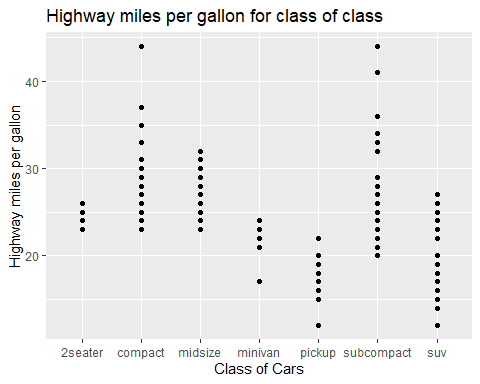 Highway miles per gallon for class of class
Highway miles per gallon
40
30
20
2seater compact midsize minivan pickup subcompact suv
Class of Cars